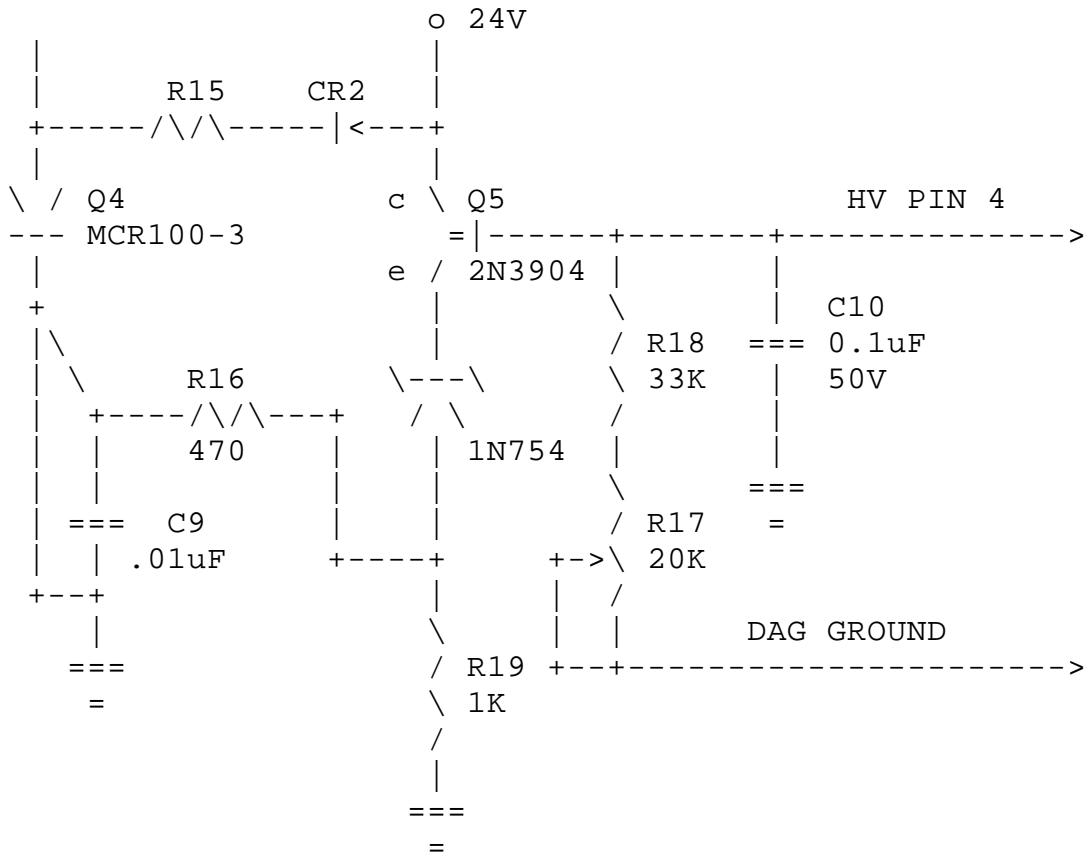 24V
R15 CR2
Q4 c Q5 HV PIN 4
MCR100-3
e 2N3904
C10
R18 0.1uF
R16 33K 50V
470 1N754
C9 R17
.01uF 20K
DAG GROUND
R19
1K